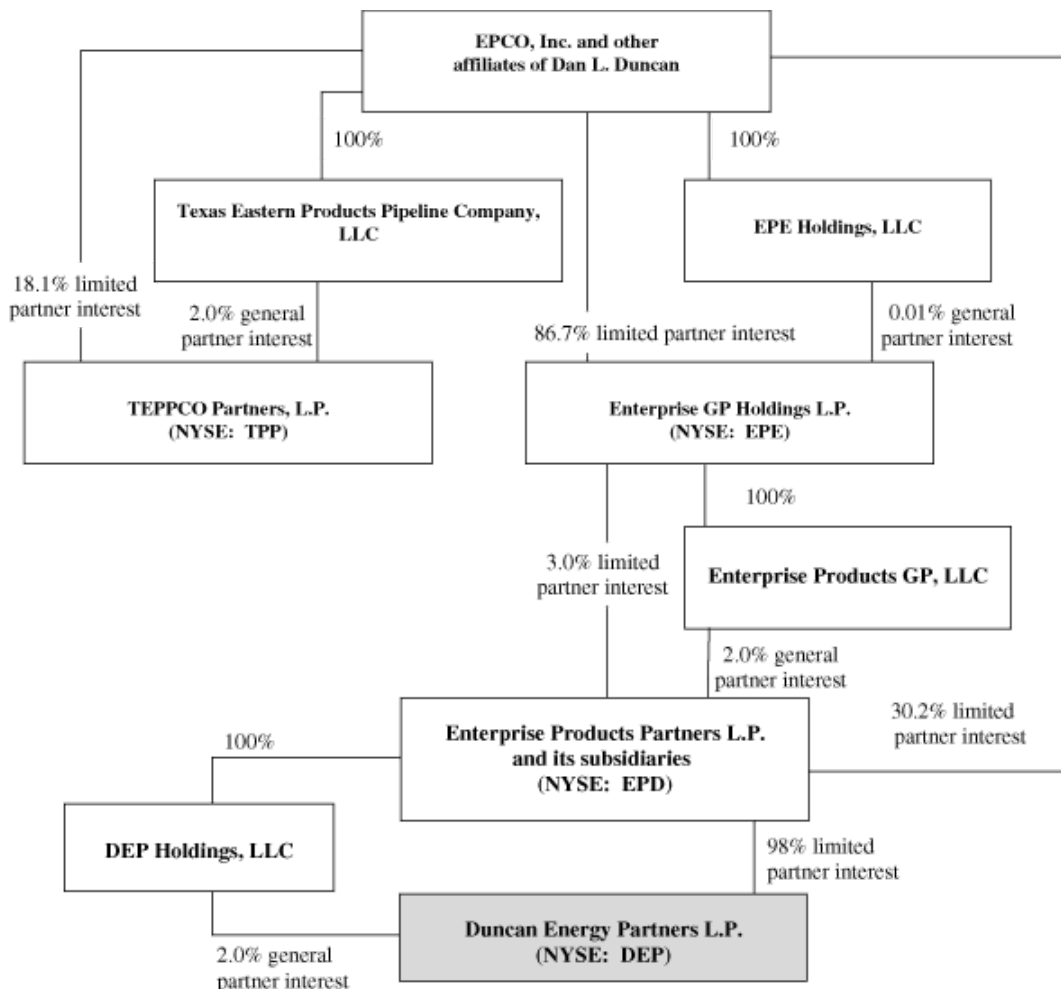 EPCO, Inc. and other
affiliates of Dan L. Duncan
100%
100%
Texas Eastern Products Pipeline Company,
LLC
EPE Holdings, LLC
18.1% limited
partner interest
2.0% general
partner interest
86.7% limited partner interest
0.01% general
partner interest
TEPPCO Partners, L.P.
(NYSE: TPP)
Enterprise GP Holdings L.P.
(NYSE: EPE)
100%
3.0% limited
partner interest
Enterprise Products GP, LLC
2.0% general
partner interest
30.2% limited
partner interest
Enterprise Products Partners L.P.
and its subsidiaries
(NYSE: EPD)
100%
DEP Holdings, LLC
98% limited
partner interest
Duncan Energy Partners L.P.
(NYSE: DEP)
2.0% general
partner interest